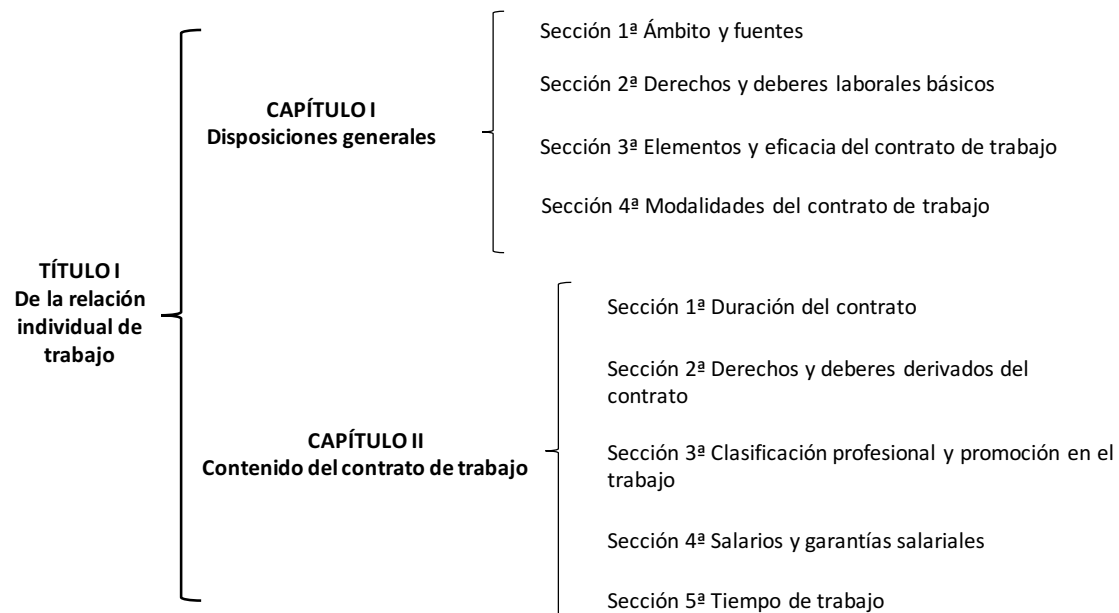 TÍTULO I
De la relación
individual de
trabajo
CAPÍTULO I
Disposiciones generales
Sección 1ª Ámbito y fuentes
Sección 2ª Derechos y deberes laborales básicos
Sección 3ª Elementos y eficacia del contrato de trabajo
Sección 4ª Modalidades del contrato de trabajo
CAPÍTULO II
Contenido del contrato de trabajo
Sección 1ª Duración del contrato
Sección 2ª Derechos y deberes derivados del
contrato
Sección 3ª Clasificación profesional y promoción en el
trabajo
Sección 4ª Salarios y garantías salariales
Sección 5ª Tiempo de trabajo